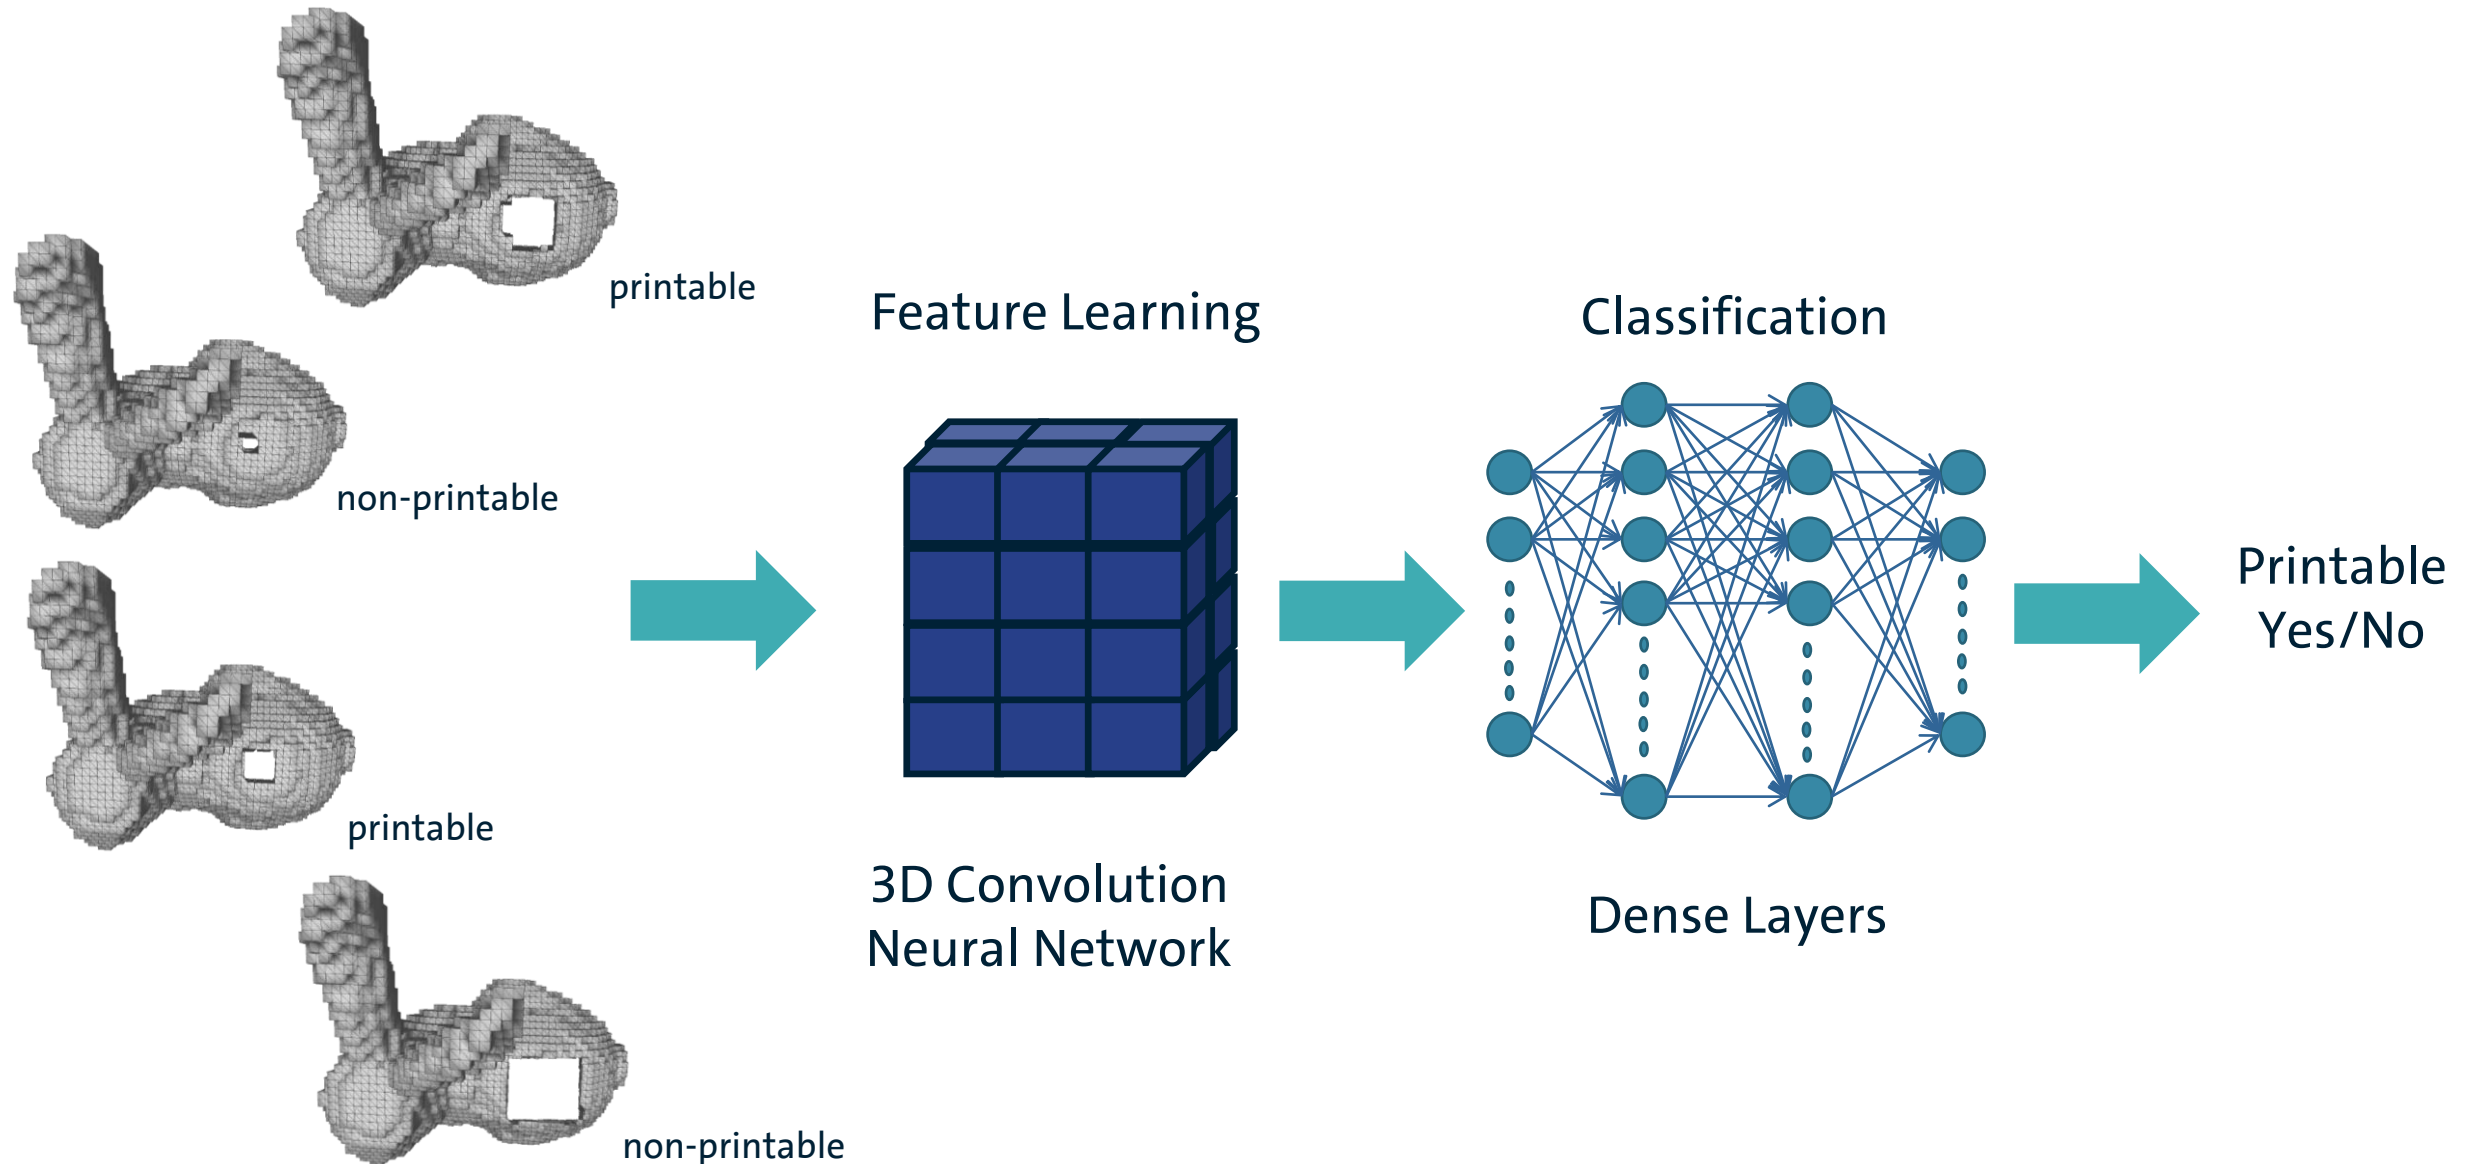 printable
non-printable
printable
non-printable
Feature Learning
3D Convolution
Neural Network
Classification
Dense Layers
Printable
Yes/No